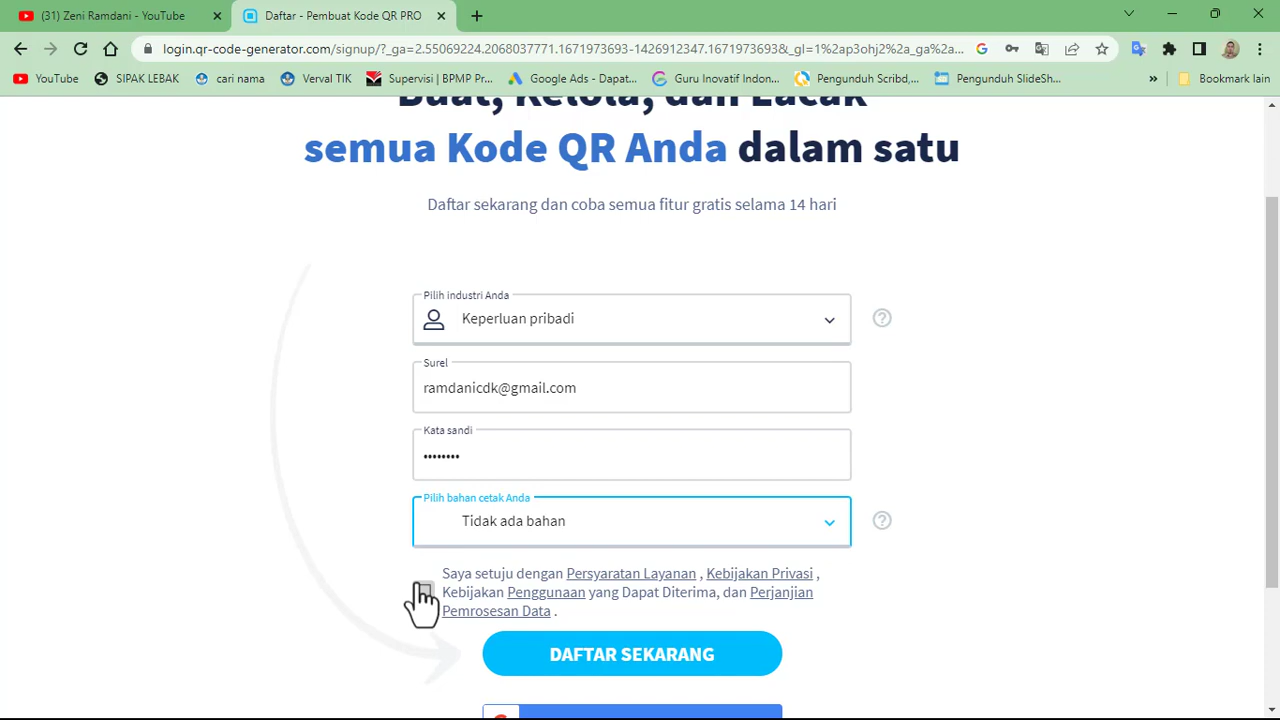 (31) Zeni Ramdani - YouTube
Daftar - Pembuat Kode QR PRO
login.qr-code-generator.com/signup/?_ga=2.55069224.2068037771.1671973693-1426912347.1671973693&_gl=1%2ap3ohj2%2a_ga%2a...
YouTube
SIPAK LEBAK
cari nama
Verval TIK
Supervisi | BPMP Pr...
Google Ads - Dapat...
Guru Inovatif Indon...
Pengunduh Scribd,...
Pengunduh SlideSh...
»
Bookmark lain
Buat, Kelola, dan Lacak
semua Kode QR Anda dalam satu
Daftar sekarang dan coba semua fitur gratis selama 14 hari
Pilih industri Anda
Keperluan pribadi
?
Surel
ramdanicdk@gmail.com
Kata sandi
••••••••
Pilih bahan cetak Anda
Tidak ada bahan
?
Saya setuju dengan Persyaratan Layanan , Kebijakan Privasi ,
Kebijakan Penggunaan yang Dapat Diterima, dan Perjanjian
Pemrosesan Data .
DAFTAR SEKARANG